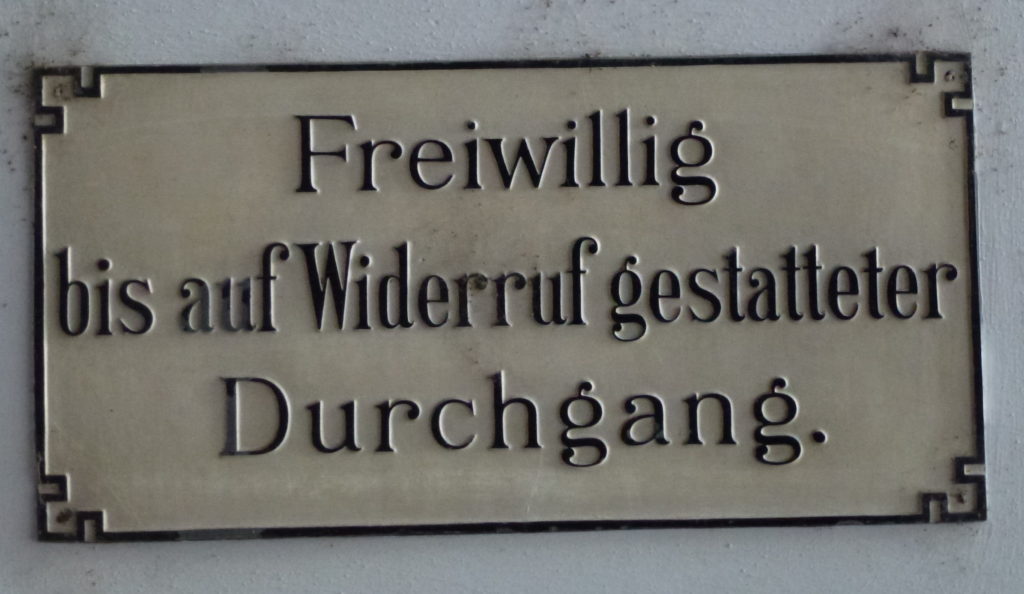 Freiwillig
bis auf Widerruf gestatteter
Durchgang.